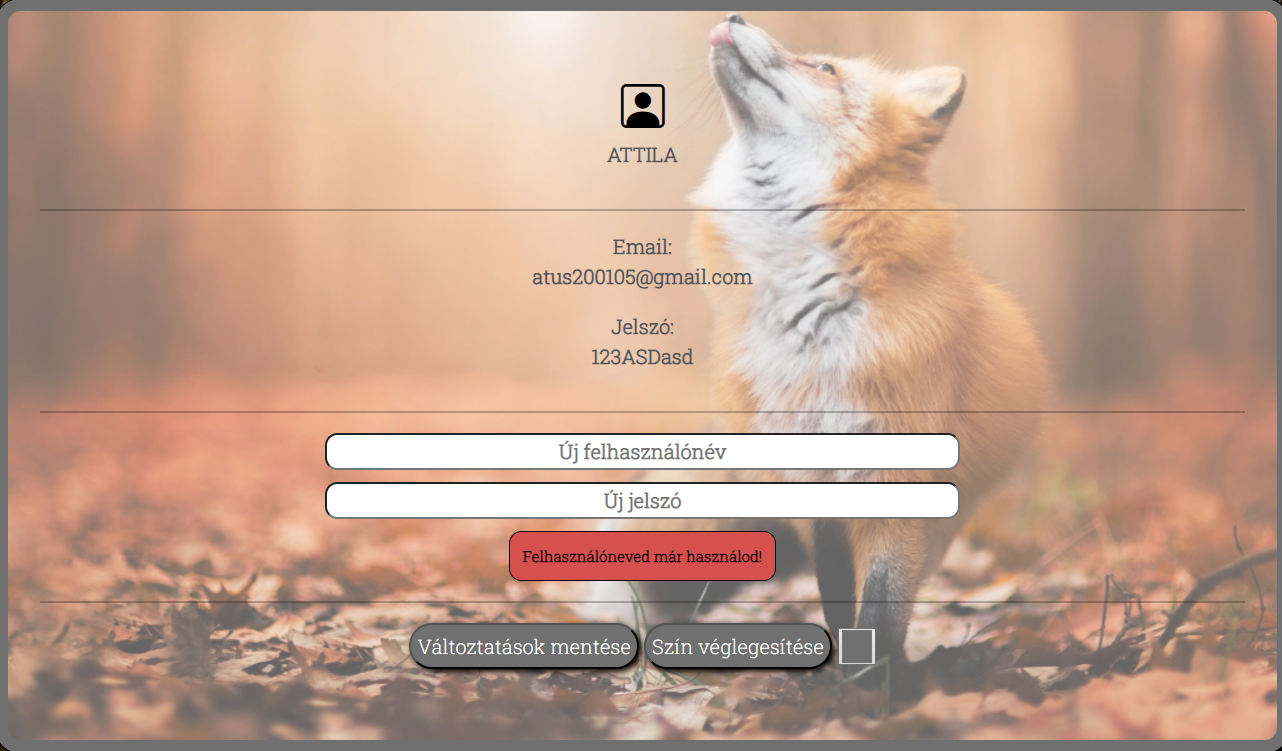 ATTILA
Email:
atus200105@gmail.com
Jelszó:
123ASDasd
Új felhasználónév
Új jelszó
Felhasználóneved már használod!
Változtatások mentése
Szín véglegesítése